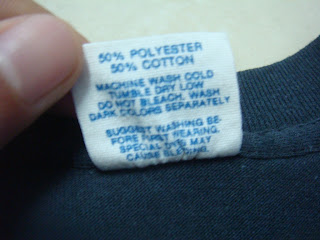 50% POLYESTER
50% COTTON
MACHINE WASH COLD
TUMBLE DRY LOW
DO NOT BLEACH. WASH
DARK COLORS SEPARATELY
SUGGEST WASHING BE-
FORE FIRST WEARING.
SPECIAL DYE MAY
CAUSE BLEEDING.